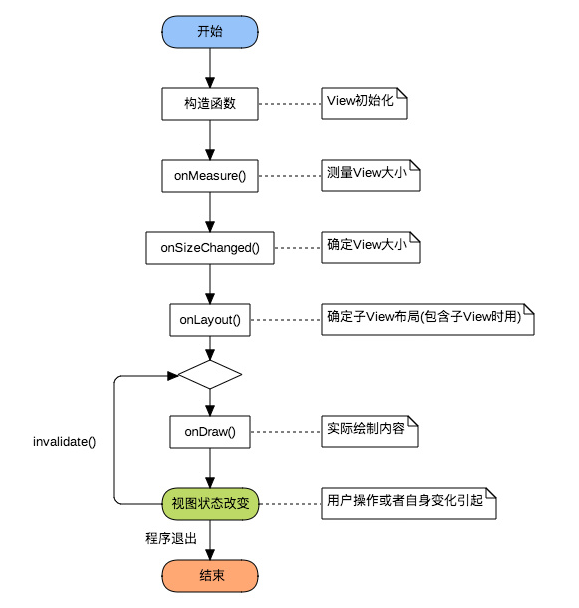 开始
构造函数
View初始化
onMeasure()
测量View大小
onSizeChanged()
确定View大小
onLayout()
确定子View布局(包含子View时用)
onDraw()
实际绘制内容
invalidate()
视图状态改变
用户操作或者自身变化引起
程序退出
结束